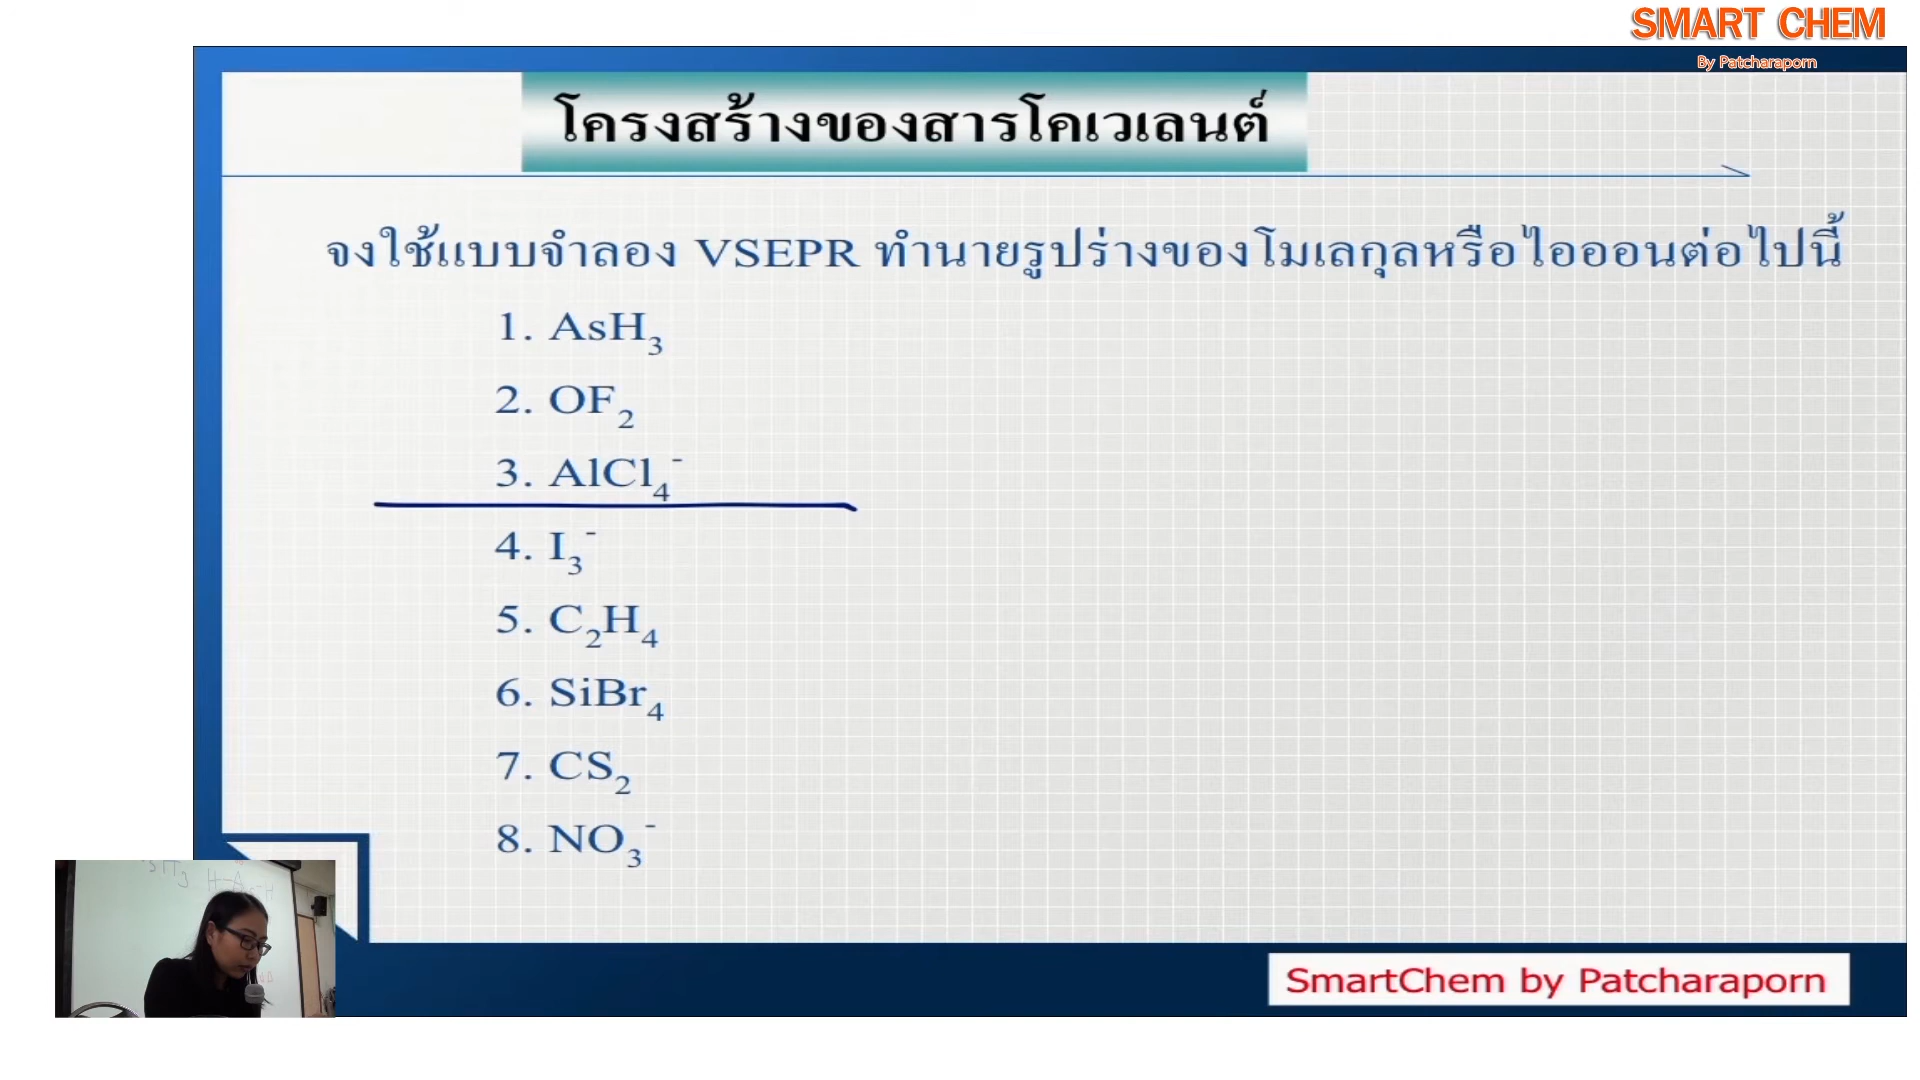 SMART CHEM
By Patcharaporn
โครงสร้างของสารโคเวเลนต์
จงใช้แบบจำลอง VSEPR ทำนายรูปร่างของโมเลกุลหรือไอออนต่อไปนี้
1. AsH₃
2. OF₂
3. AlCl₄⁻
4. I₃⁻
5. C₂H₄
6. SiBr₄
7. CS₂
8. NO₃⁻
SmartChem by Patcharaporn